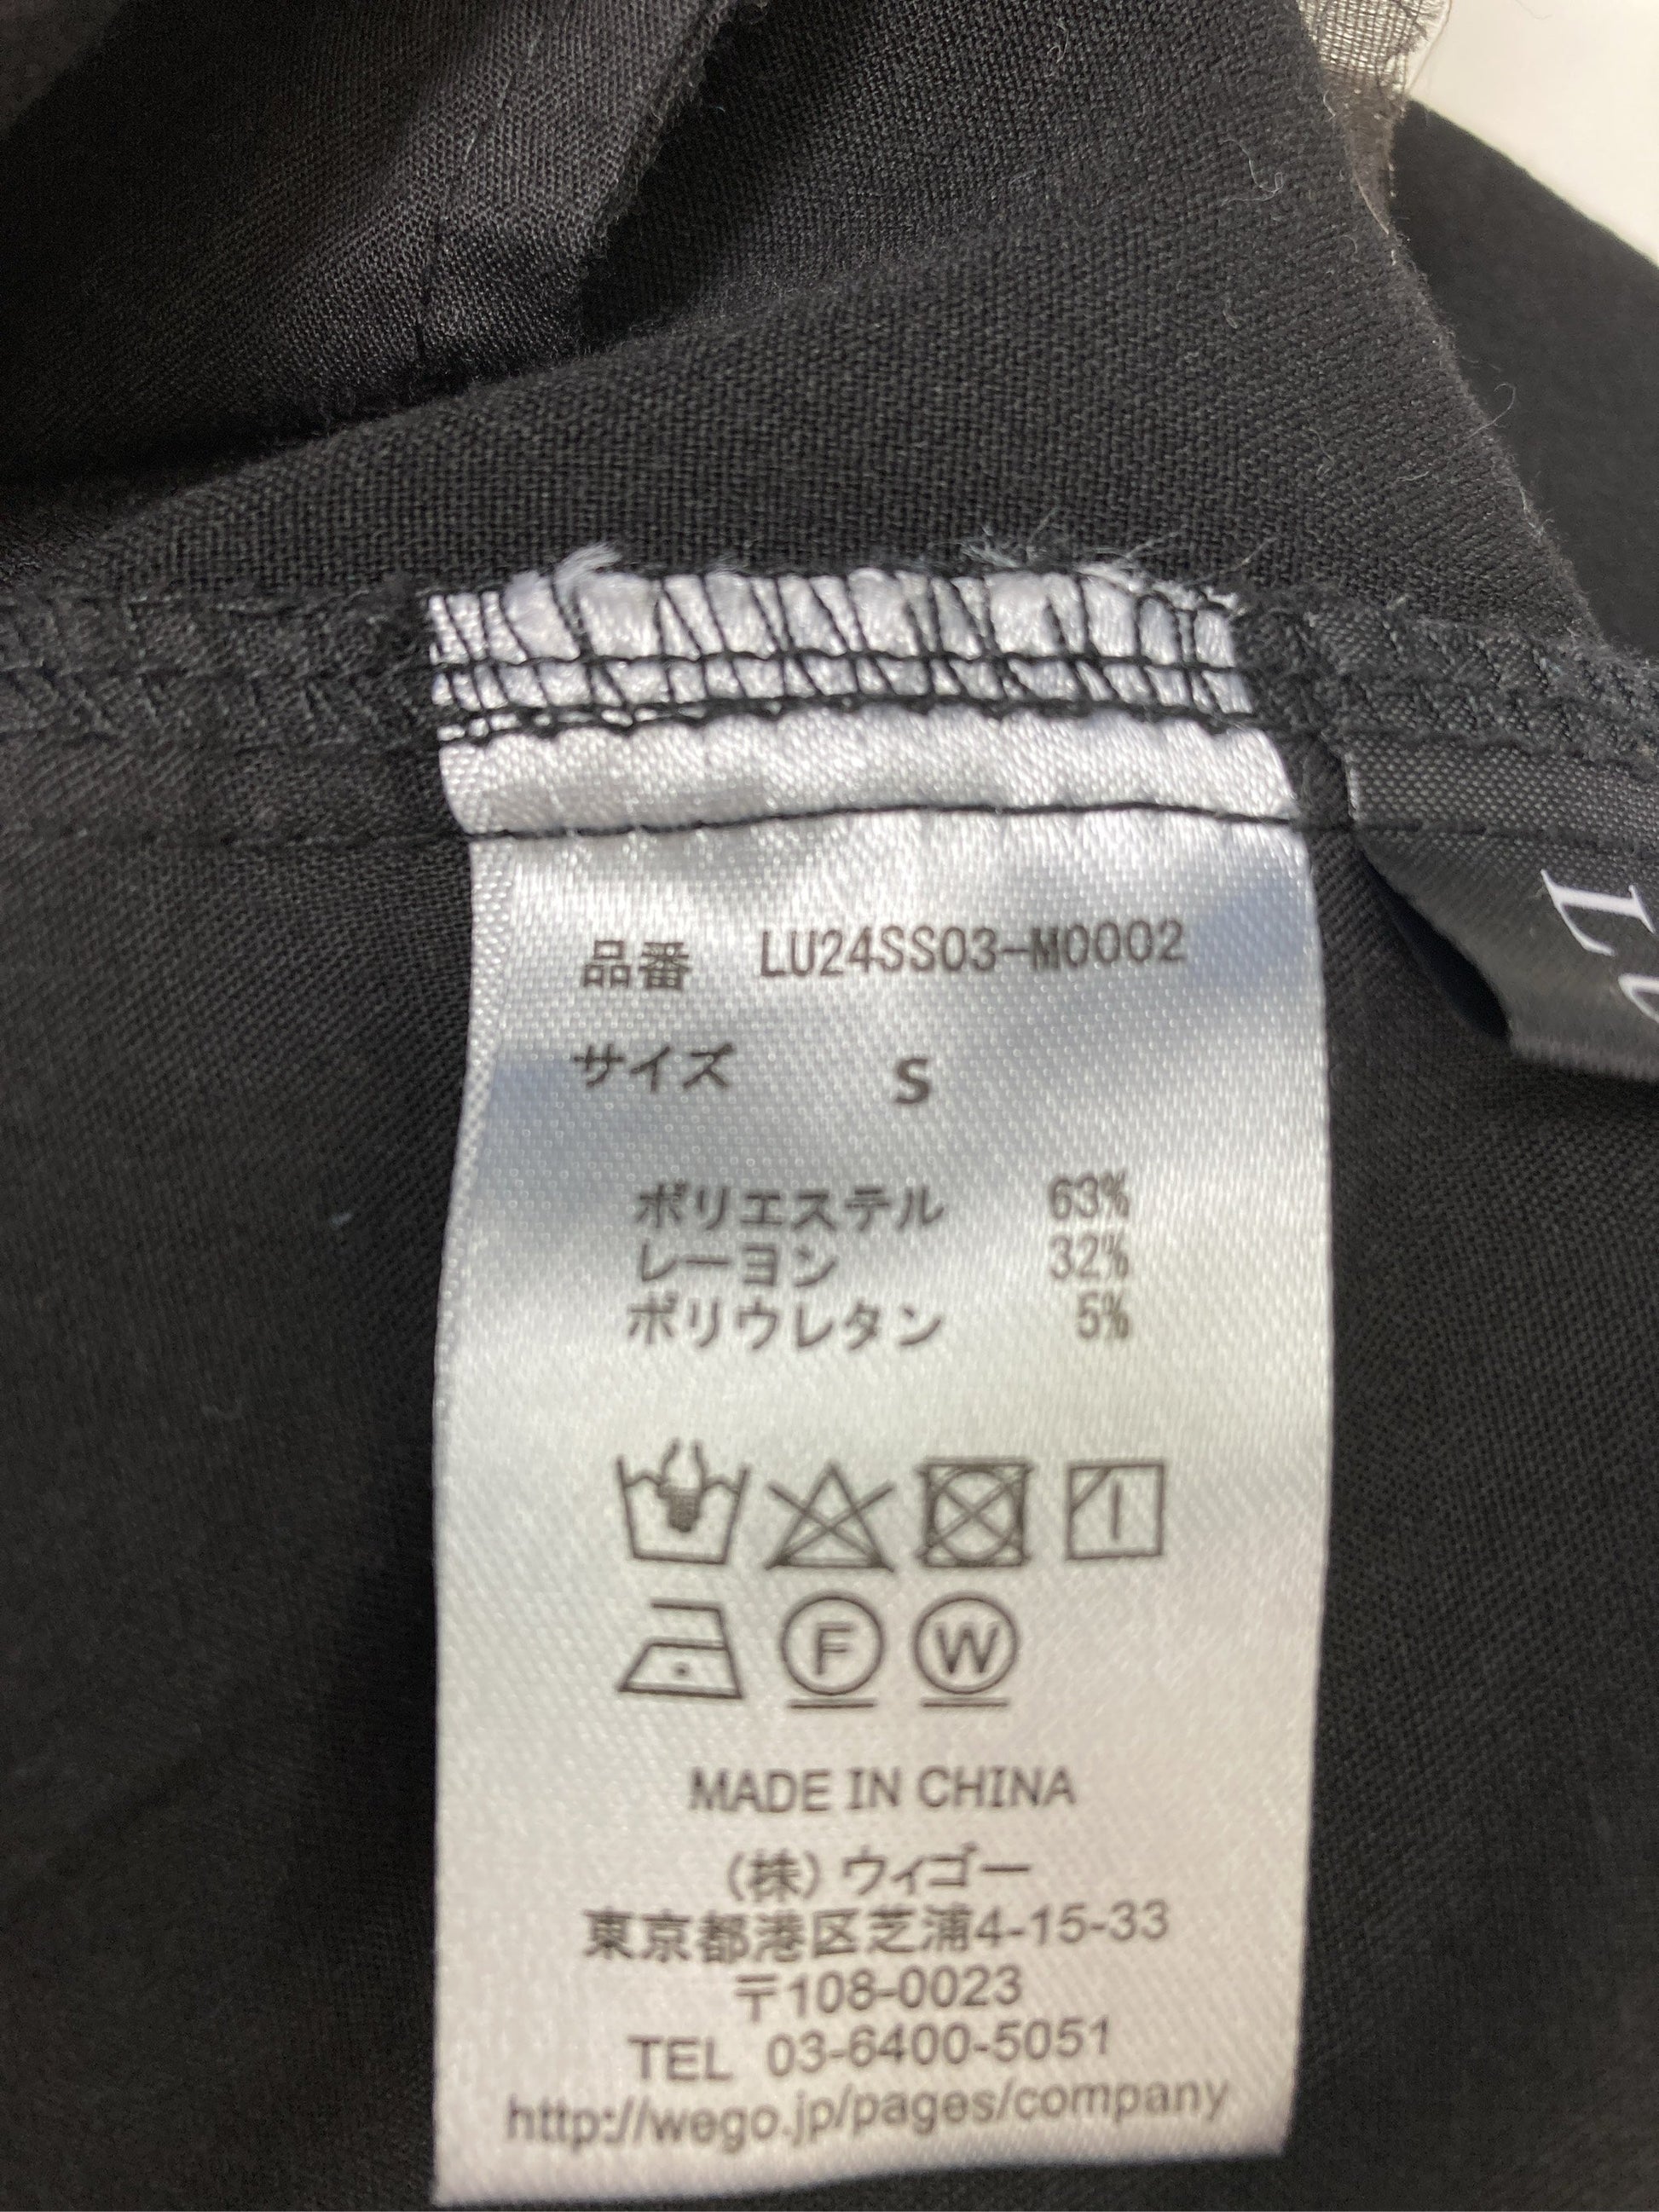 品番 LU24SS03-M0002
サイズ S
ポリエステル 63%
レーヨン 32%
ポリウレタン 5%
F W
MADE IN CHINA
(株)ウィゴー
東京都港区芝浦4-15-33
〒108-0023
TEL 03-6400-5051
http://wego.jp/pages/company